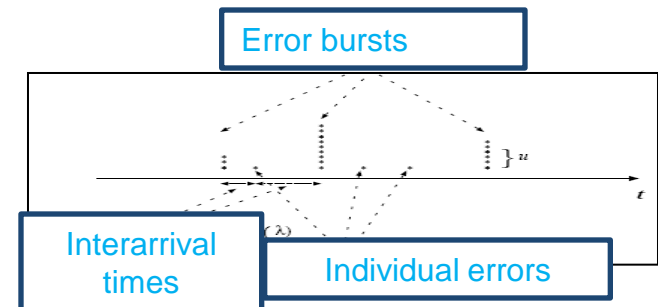 Error bursts
} u
t
(λ)
Interarrival
times
Individual errors